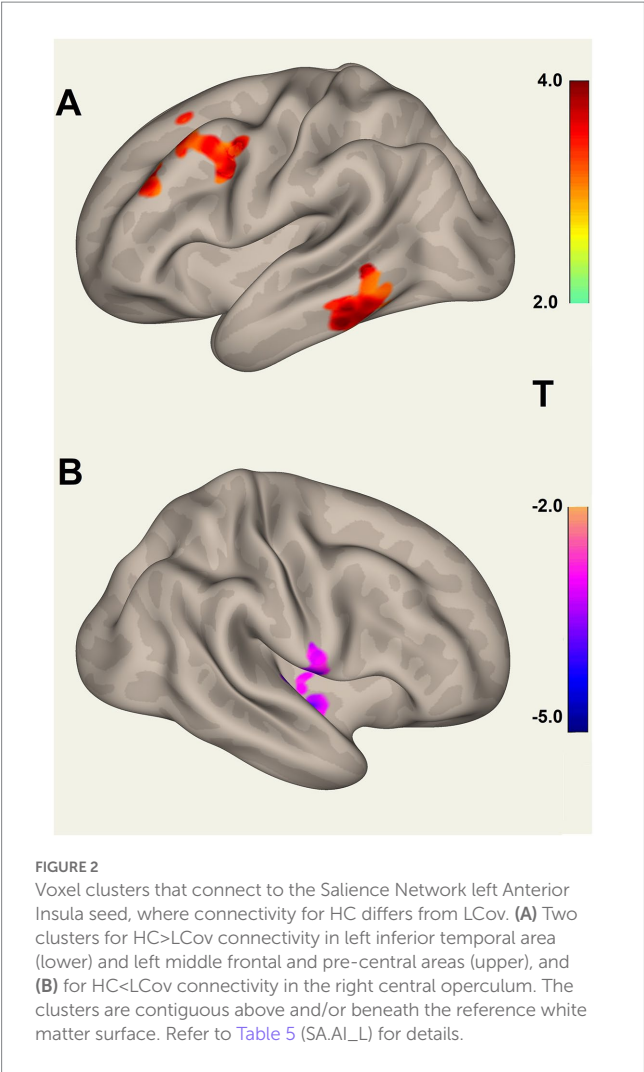 A
4.0
2.0
T
B
-2.0
-5.0
FIGURE 2
Voxel clusters that connect to the Salience Network left Anterior
Insula seed, where connectivity for HC differs from LCov. (A) Two
clusters for HC>LCov connectivity in left inferior temporal area
(lower) and left middle frontal and pre-central areas (upper), and
(B) for HC<LCov connectivity in the right central operculum. The
clusters are contiguous above and/or beneath the reference white
matter surface. Refer to Table 5 (SA.AI_L) for details.